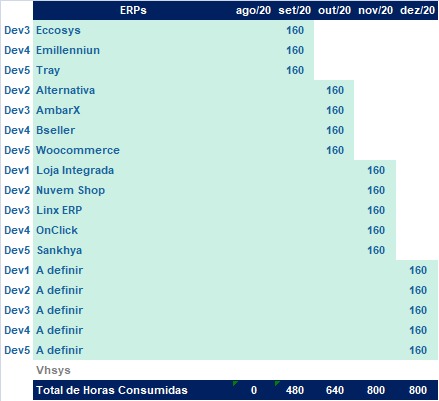 ERPs ago/20 set/20 out/20 nov/20 dez/20
Dev3 Eccosys 160
Dev4 Emillenniun 160
Dev5 Tray 160
Dev2 Alternativa 160
Dev3 AmbarX 160
Dev4 Bseller 160
Dev5 Woocommerce 160
Dev1 Loja Integrada 160
Dev2 Nuvem Shop 160
Dev3 Linx ERP 160
Dev4 OnClick 160
Dev5 Sankhya 160
Dev1 A definir 160
Dev2 A definir 160
Dev3 A definir 160
Dev4 A definir 160
Dev5 A definir 160
Vhsys
Total de Horas Consumidas 0 480 640 800 800